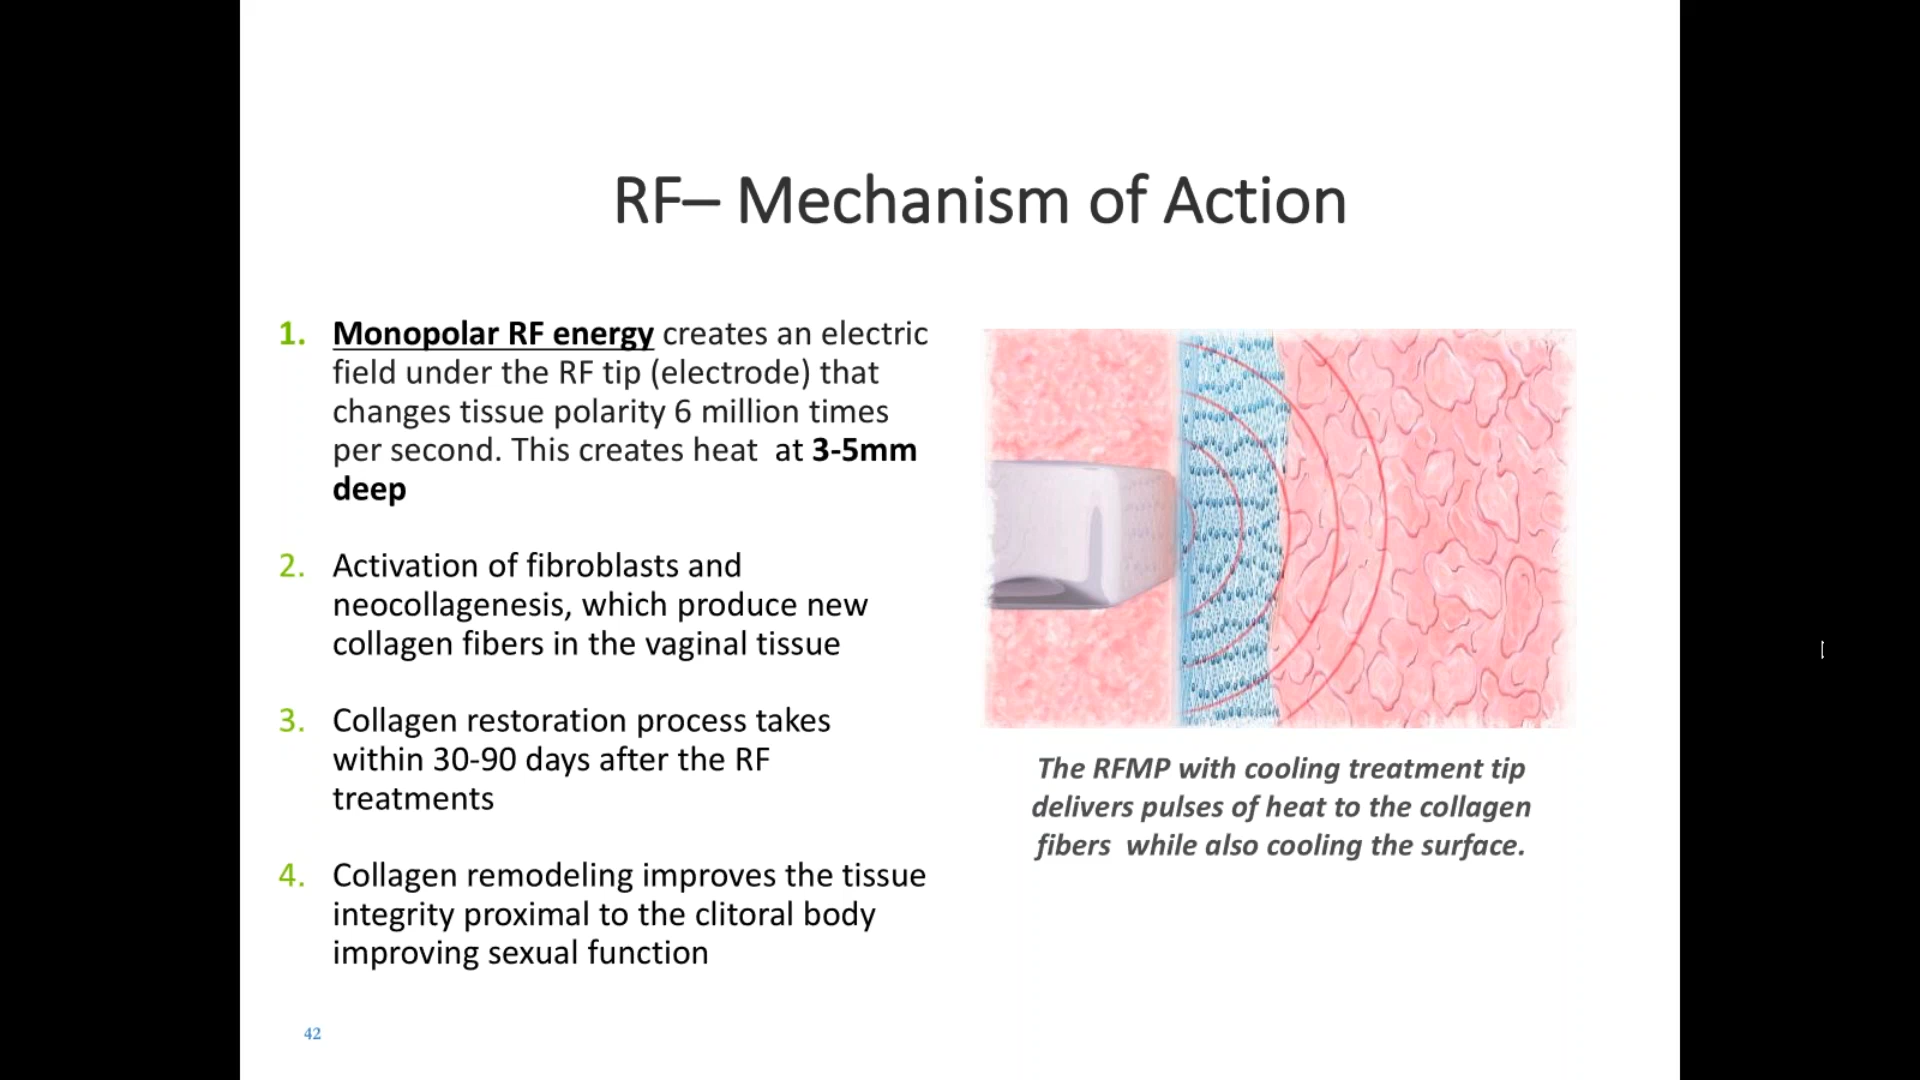 RF– Mechanism of Action
1. Monopolar RF energy creates an electric
field under the RF tip (electrode) that
changes tissue polarity 6 million times
per second. This creates heat  at 3-5mm
deep
2. Activation of fibroblasts and
neocollagenesis, which produce new
collagen fibers in the vaginal tissue
3. Collagen restoration process takes
within 30-90 days after the RF
treatments
4. Collagen remodeling improves the tissue
integrity proximal to the clitoral body
improving sexual function
The RFMP with cooling treatment tip
delivers pulses of heat to the collagen
fibers  while also cooling the surface.
42